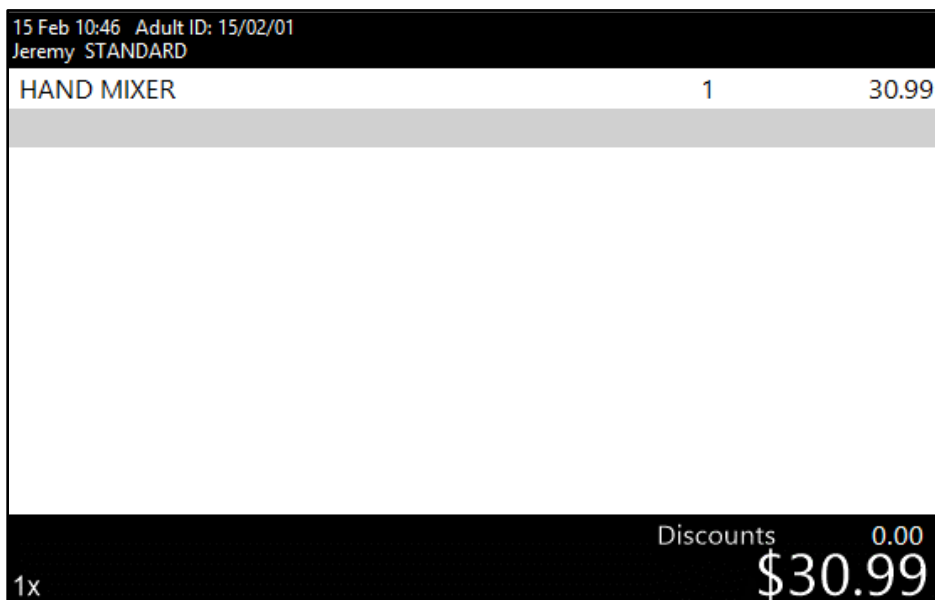 15 Feb 10:46 Adult ID: 15/02/01
Jeremy STANDARD
HAND MIXER 1 30.99
Discounts 0.00
1x $30.99